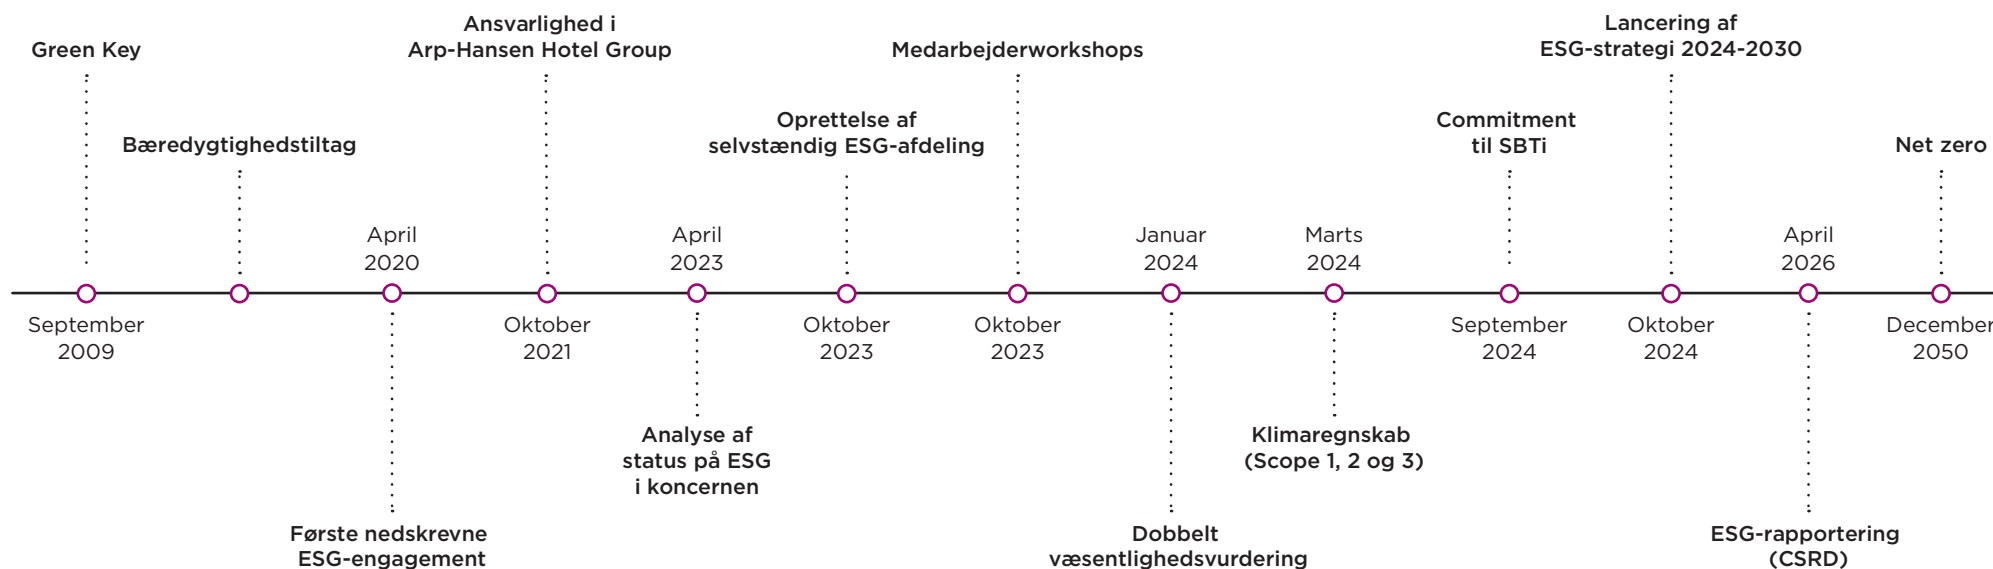 Green Key
September
2009
Bæredygtighedstiltag
April
2020
Første nedskrevne
ESG-engagement
Ansvarlighed i
Arp-Hansen Hotel Group
Oktober
2021
April
2023
Analyse af
status på ESG
i koncernen
Oprettelse af
selvstændig ESG-afdeling
Oktober
2023
Medarbejderworkshops
Oktober
2023
Januar
2024
Dobbelt
væsentlighedsvurdering
Marts
2024
Klimaregnskab
(Scope 1, 2 og 3)
Commitment
til SBTi
September
2024
Lancering af
ESG-strategi 2024-2030
Oktober
2024
April
2026
ESG-rapportering
(CSRD)
Net zero
December
2050